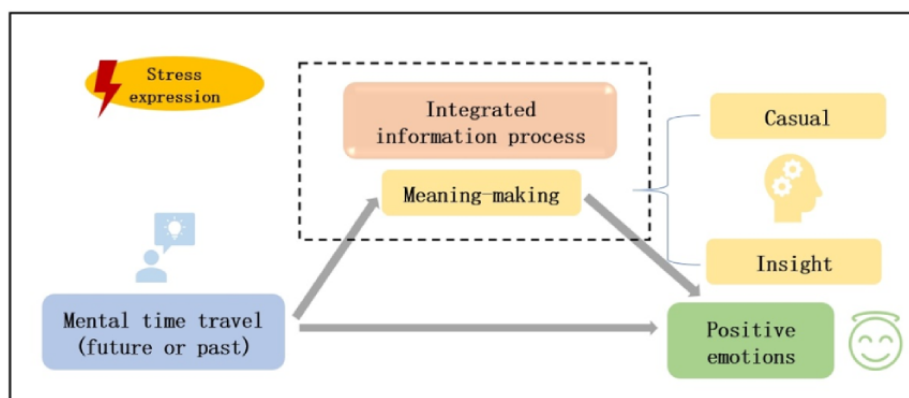 Stress
expression
Integrated
information process
Meaning-making
Casual
Insight
Mental time travel
(future or past)
Positive
emotions